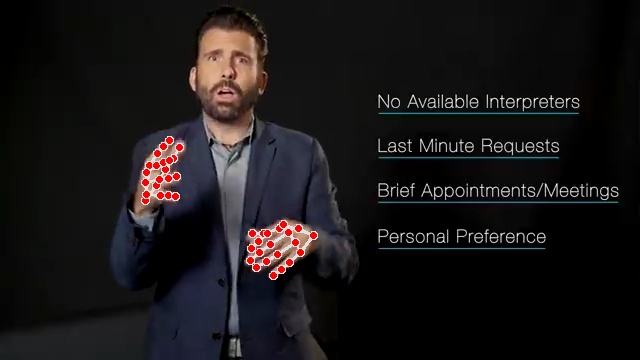 No Available Interpreters
Last Minute Requests
Brief Appointments/Meetings
Personal Preference